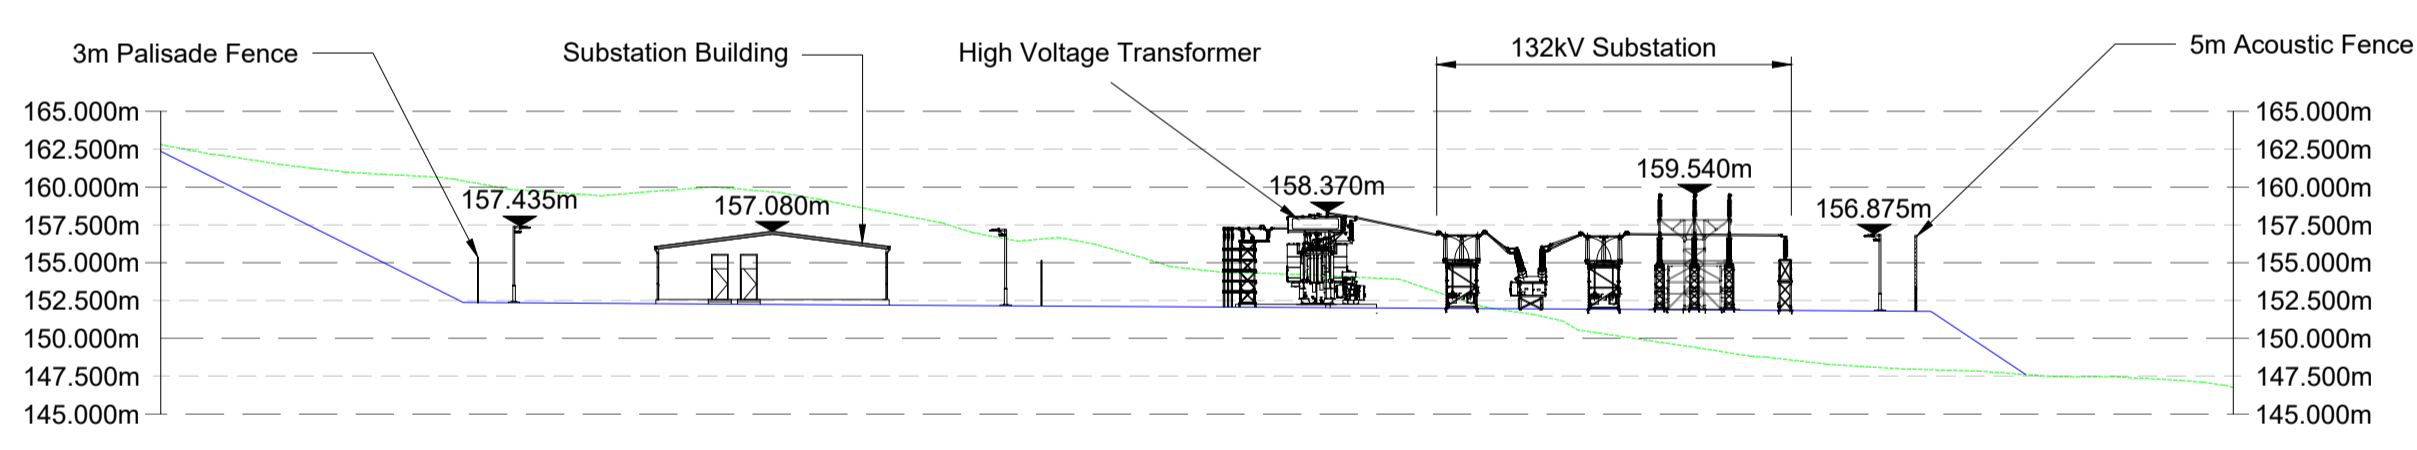 3m Palisade Fence
Substation Building
High Voltage Transformer
132kV Substation
5m Acoustic Fence
165.000m
165.000m
162.500m
162.500m
160.000m
160.000m
157.500m
157.500m
155.000m
155.000m
152.500m
152.500m
150.000m
150.000m
147.500m
147.500m
145.000m
145.000m
157.435m
157.080m
158.370m
159.540m
156.875m